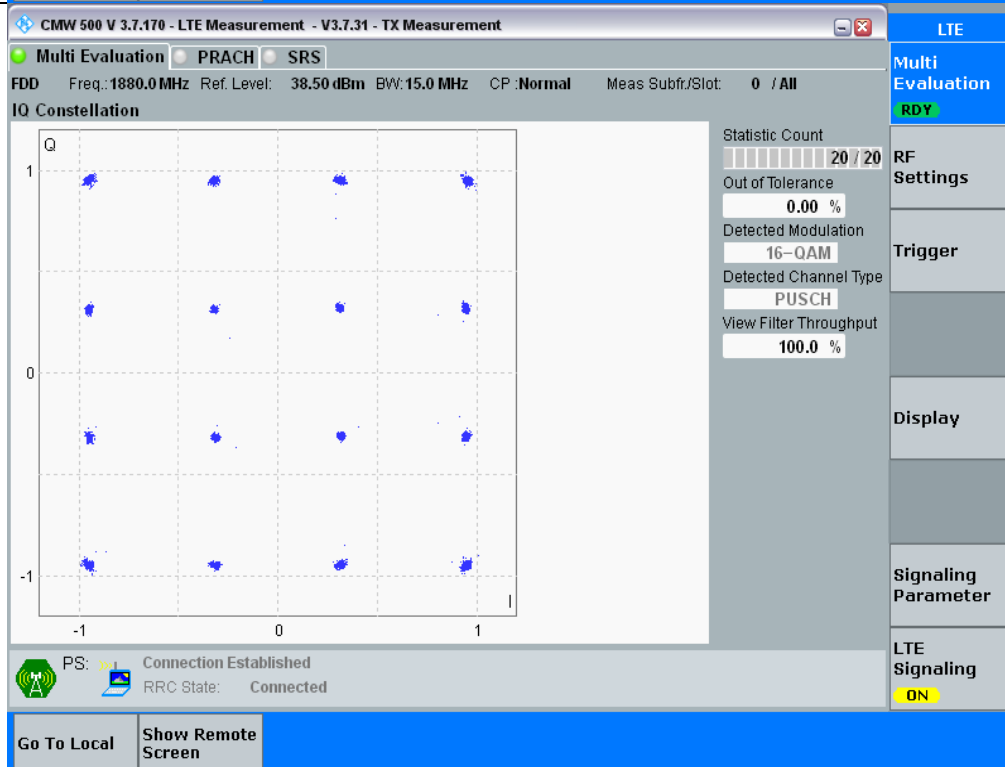 CMW 500 V 3.7.170 - LTE Measurement - V3.7.31 - TX Measurement
LTE
Multi Evaluation PRACH SRS
FDD Freq.:1880.0 MHz Ref. Level: 38.50 dBm BW:15.0 MHz CP :Normal Meas Subfr./Slot: 0 / All
IQ Constellation
Q
1
0
-1
-1 0 1
I
Statistic Count
20 / 20
Out of Tolerance
0.00 %
Detected Modulation
16-QAM
Detected Channel Type
PUSCH
View Filter Throughput
100.0 %
Multi
Evaluation
RDY
RF
Settings
Trigger
Display
Signaling
Parameter
LTE
Signaling
ON
PS: Connection Established
RRC State: Connected
Go To Local
Show Remote
Screen